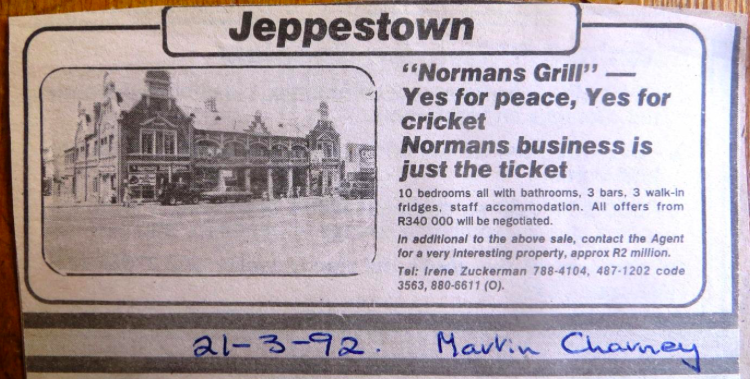 Jeppestown
"Normans Grill" —
Yes for peace, Yes for
cricket
Normans business is
just the ticket
10 bedrooms all with bathrooms, 3 bars, 3 walk-in
fridges, staff accommodation. All offers from
R340 000 will be negotiated.
In additional to the above sale, contact the Agent
for a very interesting property, approx R2 million.
Tel: Irene Zuckerman 788-4104, 487-1202 code
3563, 880-6611 (O).
21-3-92. Martin Charney